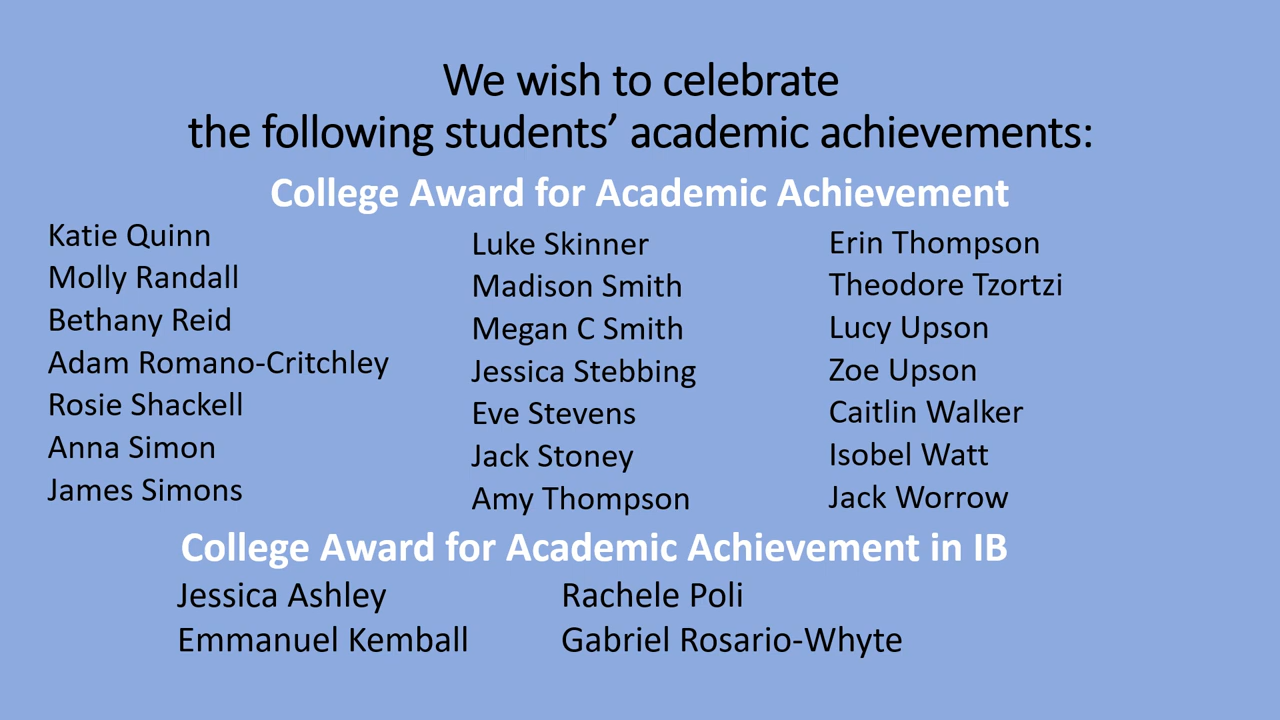 We wish to celebrate
the following students’ academic achievements:
College Award for Academic Achievement
Katie Quinn
Molly Randall
Bethany Reid
Adam Romano-Critchley
Rosie Shackell
Anna Simon
James Simons
Luke Skinner
Madison Smith
Megan C Smith
Jessica Stebbing
Eve Stevens
Jack Stoney
Amy Thompson
Erin Thompson
Theodore Tzortzi
Lucy Upson
Zoe Upson
Caitlin Walker
Isobel Watt
Jack Worrow
College Award for Academic Achievement in IB
Jessica Ashley
Emmanuel Kemball
Rachele Poli
Gabriel Rosario-Whyte